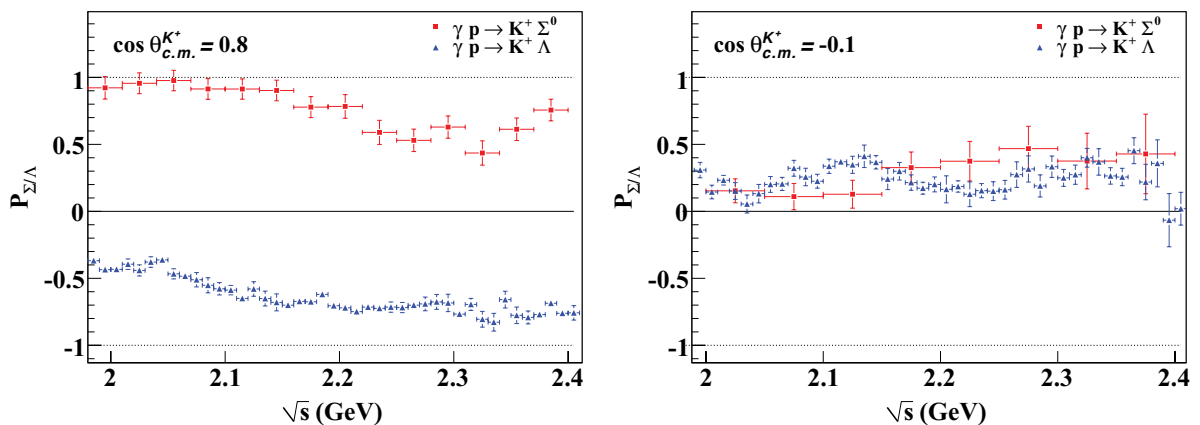 cos θ_{c.m.}^{K⁺} = 0.8
γ p → K⁺ Σ⁰
γ p → K⁺ Λ
1
0.5
0
-0.5
-1
P_{Σ/Λ}
2 2.1 2.2 2.3 2.4
√s (GeV)
cos θ_{c.m.}^{K⁺} = -0.1
γ p → K⁺ Σ⁰
γ p → K⁺ Λ
1
0.5
0
-0.5
-1
P_{Σ/Λ}
2 2.1 2.2 2.3 2.4
√s (GeV)